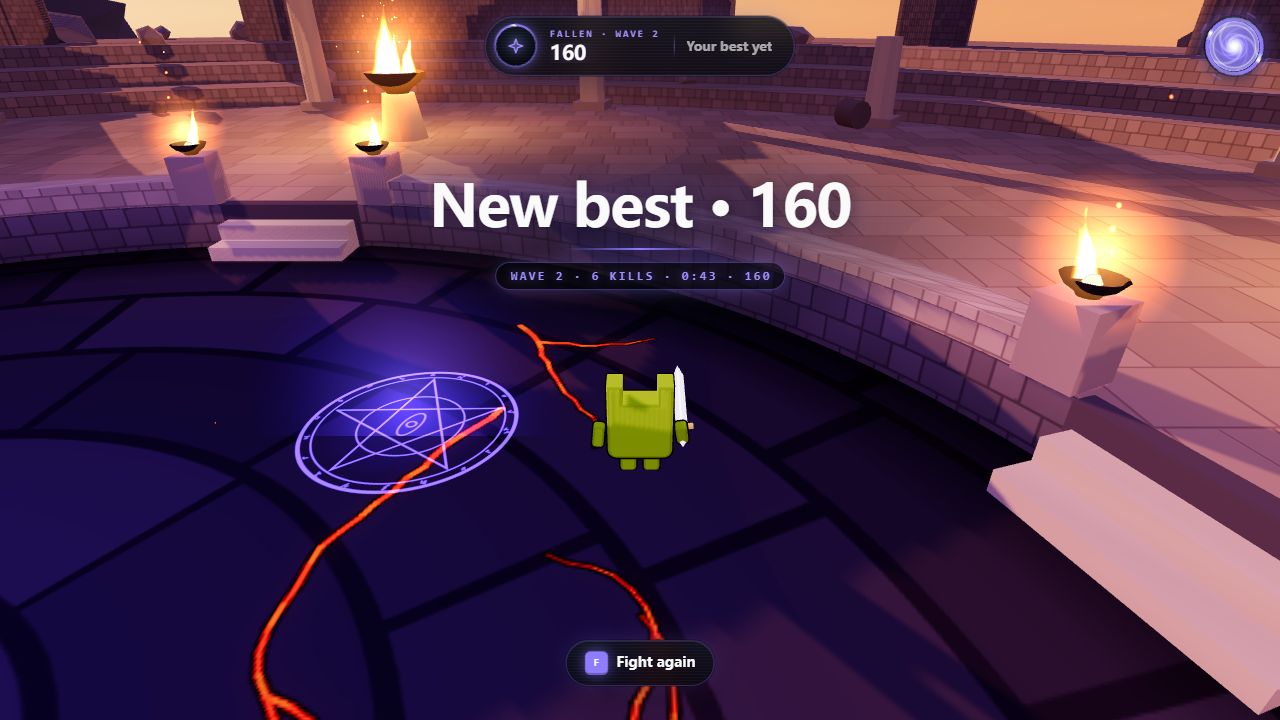 FALLEN · WAVE 2
160
Your best yet
New best • 160
WAVE 2 · 6 KILLS · 0:43 · 160
F Fight again